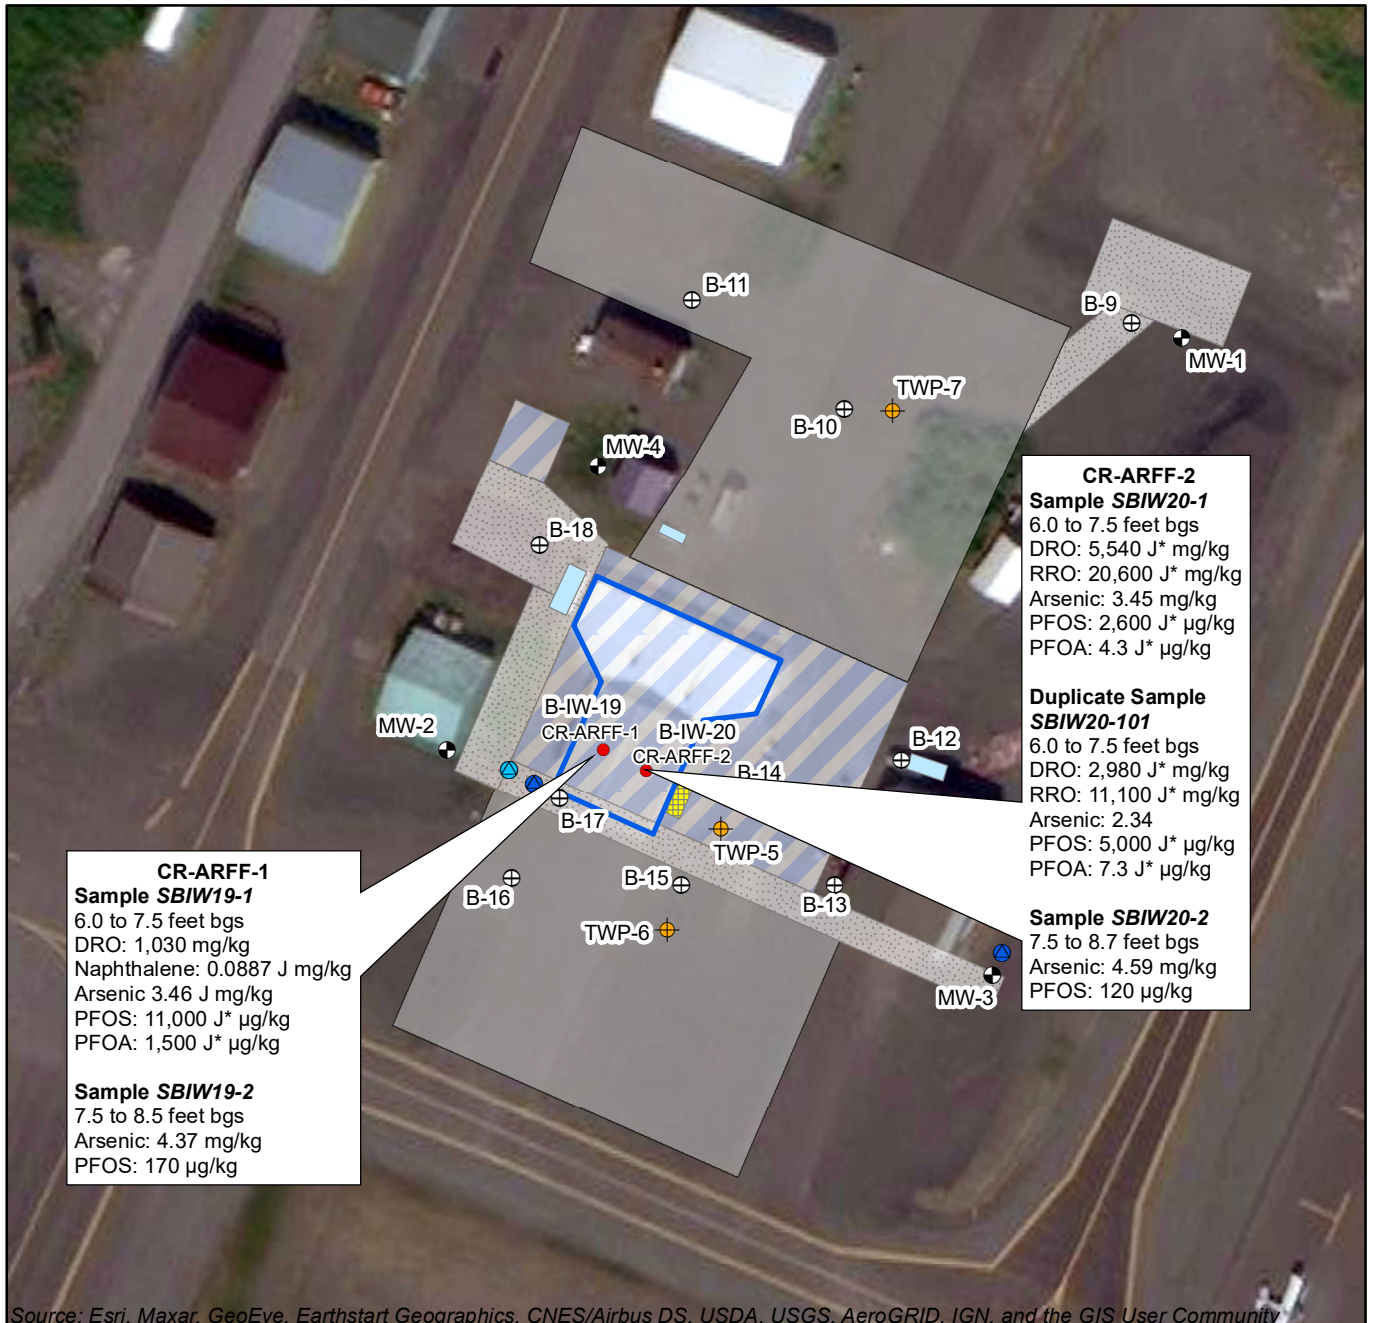 B-11
B-9
MW-1
TWP-7
B-10
MW-4
B-18
CR-ARFF-2
Sample SBIW20-1
6.0 to 7.5 feet bgs
DRO: 5,540 J* mg/kg
RRO: 20,600 J* mg/kg
Arsenic: 3.45 mg/kg
PFOS: 2,600 J* µg/kg
PFOA: 4.3 J* µg/kg
Duplicate Sample
SBIW20-101
6.0 to 7.5 feet bgs
DRO: 2,980 J* mg/kg
RRO: 11,100 J* mg/kg
Arsenic: 2.34
PFOS: 5,000 J* µg/kg
PFOA: 7.3 J* µg/kg
Sample SBIW20-2
7.5 to 8.7 feet bgs
Arsenic: 4.59 mg/kg
PFOS: 120 µg/kg
B-IW-19
CR-ARFF-1
B-IW-20
CR-ARFF-2
MW-2
B-12
B-14
B-17
TWP-5
B-16
B-15
B-13
TWP-6
MW-3
CR-ARFF-1
Sample SBIW19-1
6.0 to 7.5 feet bgs
DRO: 1,030 mg/kg
Naphthalene: 0.0887 J mg/kg
Arsenic 3.46 J mg/kg
PFOS: 11,000 J* µg/kg
PFOA: 1,500 J* µg/kg
Sample SBIW19-2
7.5 to 8.5 feet bgs
Arsenic: 4.37 mg/kg
PFOS: 170 µg/kg
Source: Esri, Maxar, GeoEye, Earthstart Geographics, CNES/Airbus DS, USDA, USGS, AeroGRID, IGN, and the GIS User Community